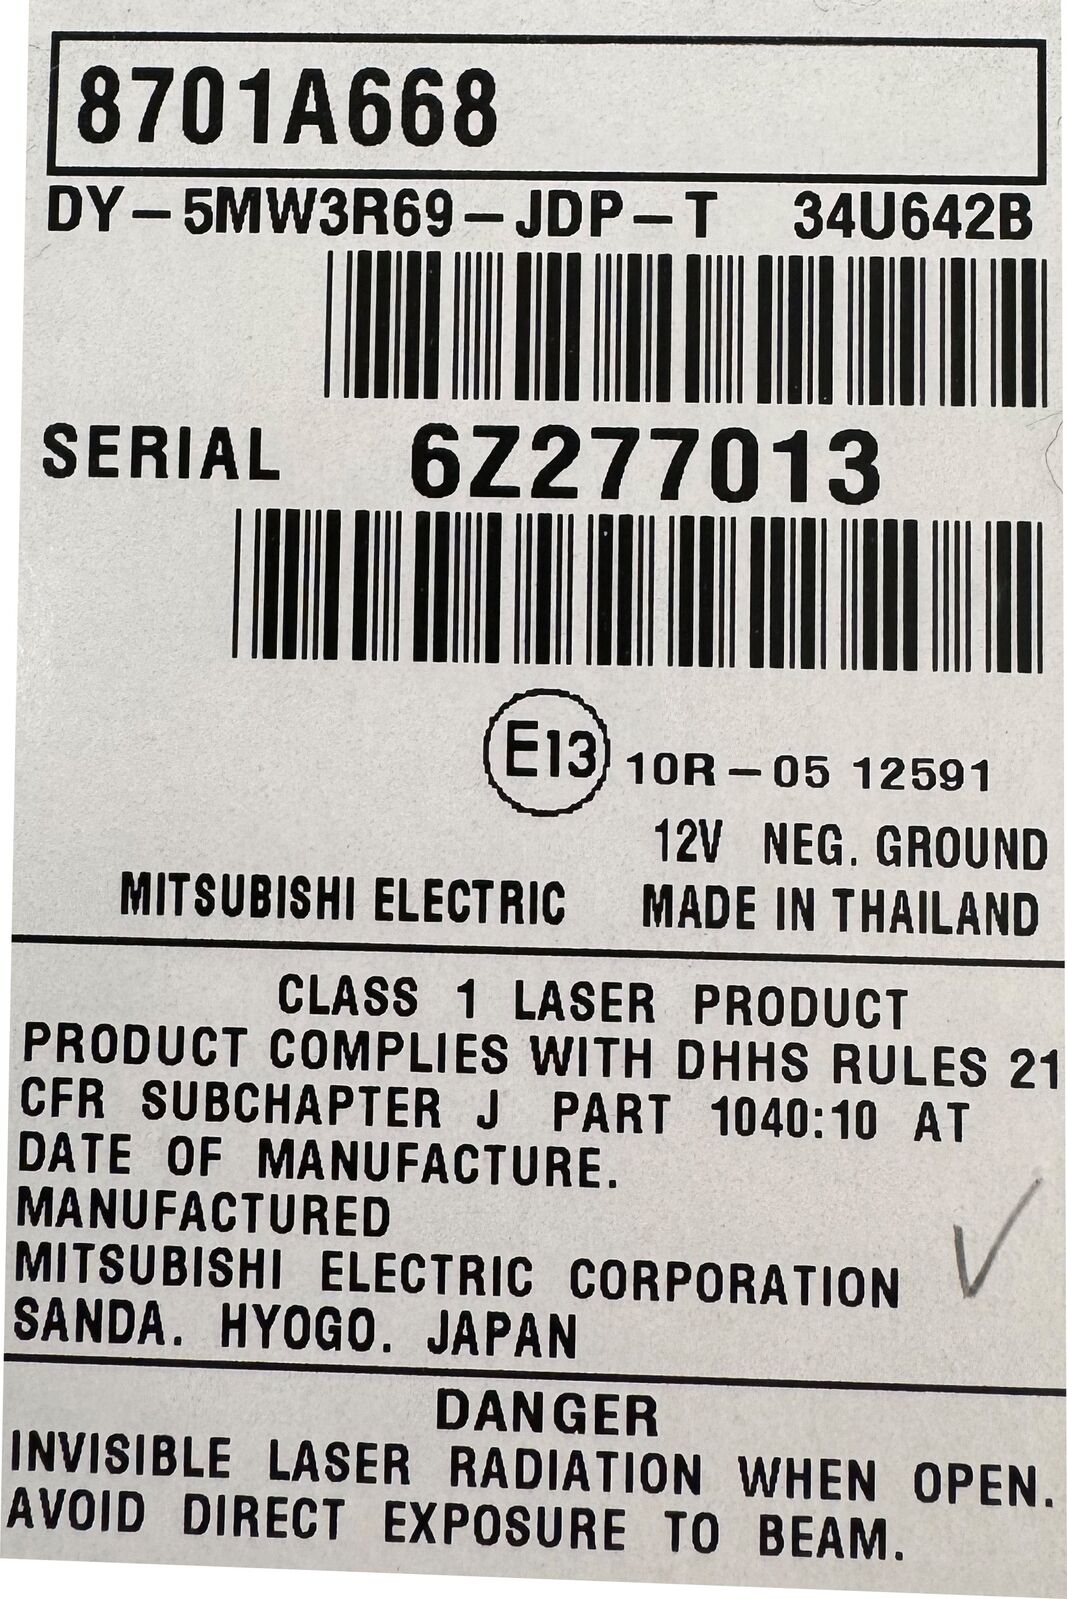 8701A668
DY-5MW3R69-JDP-T 34U642B
SERIAL 6Z277013
E13 10R-05 12591
12V NEG. GROUND
MITSUBISHI ELECTRIC MADE IN THAILAND
CLASS 1 LASER PRODUCT
PRODUCT COMPLIES WITH DHHS RULES 21
CFR SUBCHAPTER J PART 1040:10 AT
DATE OF MANUFACTURE.
MANUFACTURED
MITSUBISHI ELECTRIC CORPORATION
SANDA. HYOGO. JAPAN
DANGER
INVISIBLE LASER RADIATION WHEN OPEN.
AVOID DIRECT EXPOSURE TO BEAM.